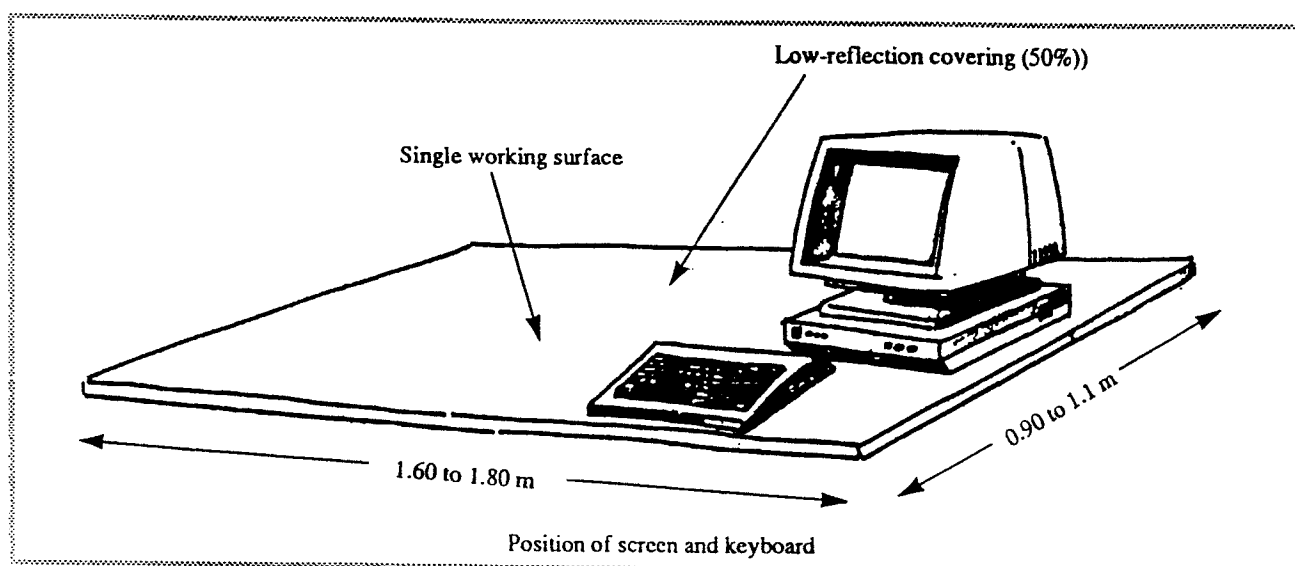 Low-reflection covering (50%))
Single working surface
0.90 to 1.1 m
1.60 to 1.80 m
Position of screen and keyboard